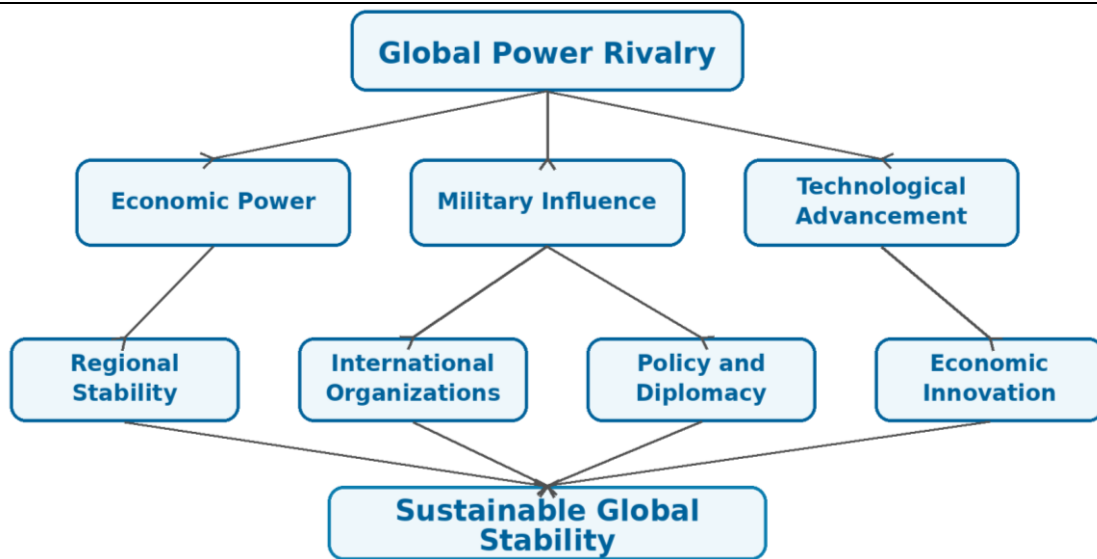 Global Power Rivalry
Economic Power
Military Influence
Technological
Advancement
Regional
Stability
International
Organizations
Policy and
Diplomacy
Economic
Innovation
Sustainable Global
Stability